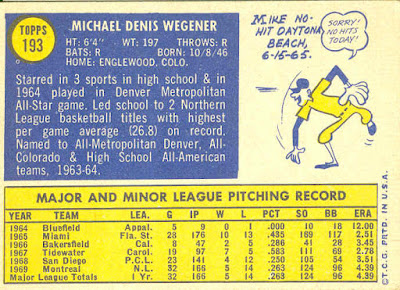 TOPPS
193
MICHAEL DENIS WEGENER
HT: 6'4" WT: 197 THROWS: R
BATS: R BORN: 10/8/46
HOME: ENGLEWOOD, COLO.
Starred in 3 sports in high school & in
1964 played in Denver Metropolitan
All-Star game. Led school to 2 Northern
League basketball titles with highest
per game average (26.8) on record.
Named to All-Metropolitan Denver, All-
Colorado & High School All-American
teams, 1963-64.
MIKE NO-
HIT DAYTONA
BEACH,
6-15-65.
SORRY!
NO HITS
TODAY!
MAJOR AND MINOR LEAGUE PITCHING RECORD
YEAR TEAM LEA. G IP W L PCT SO BB ERA
1964 Bluefield Appal. 5 9 0 1 .000 10 18 12.00
1965 Miami Fla. St. 28 176 10 13 .435 169 117 2.51
1966 Bakersfield Cal. 8 47 2 5 .286 41 28 3.45
1967 Tidewater Carol. 19 97 7 5 .583 111 69 2.78
1968 San Diego P.C.L. 23 141 4 12 .250 105 54 3.51
1969 Montreal N.L. 32 166 5 14 .263 124 96 4.39
Major League Totals 1 Yr. 32 166 5 14 .263 124 96 4.39
©T.C.G. PRTD. IN U.S.A.